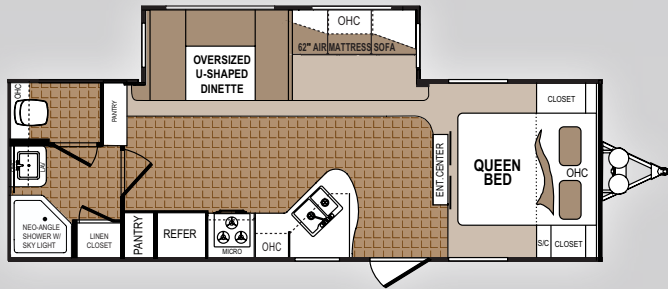 OHC
62" AIR MATTRESS SOFA
OVERSIZED
U-SHAPED
DINETTE
OHC
PANTRY
CLOSET
ENT.CENTER
QUEEN
BED
OHC
LAV
NEO-ANGLE
SHOWER W/
SKY LIGHT
LINEN
CLOSET
PANTRY
REFER
MICRO
OHC
S/C
CLOSET